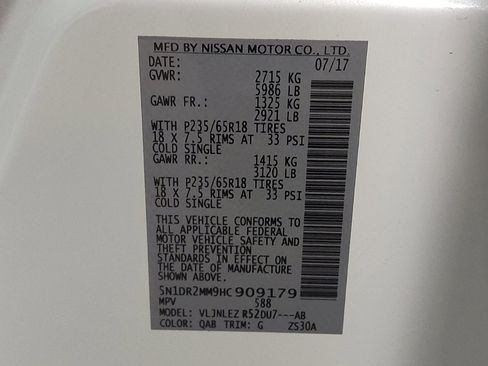 MFD BY NISSAN MOTOR CO., LTD.
DATE: 07/17
GVWR: 2715 KG
5986 LB
GAWR FR.: 1325 KG
2921 LB
WITH P235/65R18 TIRES
18 X 7.5 RIMS AT 33 PSI
COLD SINGLE
GAWR RR.: 1415 KG
3120 LB
WITH P235/65R18 TIRES
18 X 7.5 RIMS AT 33 PSI
COLD SINGLE
THIS VEHICLE CONFORMS TO
ALL APPLICABLE FEDERAL
MOTOR VEHICLE SAFETY AND
THEFT PREVENTION
STANDARDS IN EFFECT ON
THE DATE OF MANUFACTURE
SHOWN ABOVE.
5N1DR2MM9HC909179
MPV 588
MODEL: VLJNLEZ R52DU7---AB
COLOR: QAB TRIM: G ZS30A